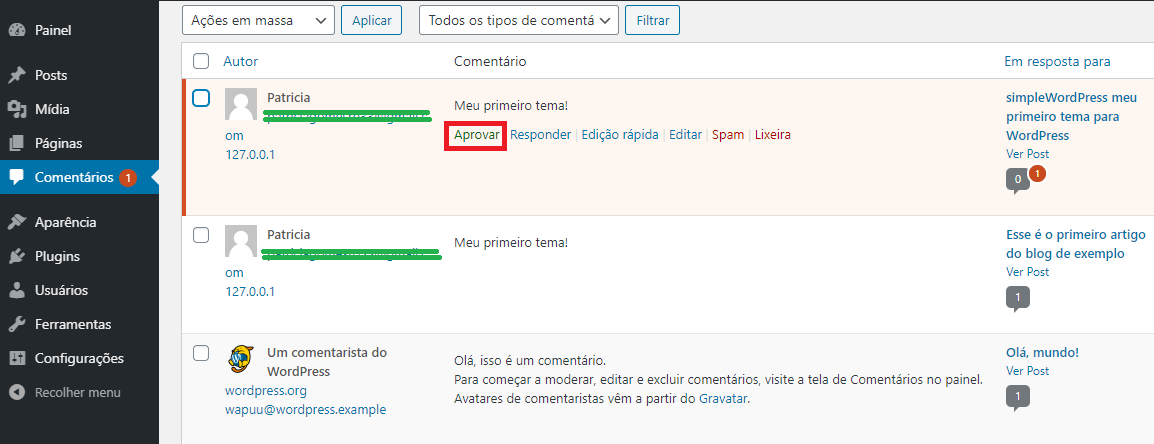 Ações em massa Aplicar Todos os tipos de comentá Filtrar
Painel
Posts
Mídia
Páginas
Comentários 1
Aparência
Plugins
Usuários
Ferramentas
Configurações
Recolher menu
Autor Comentário Em resposta para
Patricia
om
127.0.0.1
Meu primeiro tema!
Aprovar | Responder | Edição rápida | Editar | Spam | Lixeira
simpleWordPress meu
primeiro tema para
WordPress
Ver Post
0 1
Patricia
om
127.0.0.1
Meu primeiro tema!
Esse é o primeiro artigo
do blog de exemplo
Ver Post
1
Um comentarista do
WordPress
wordpress.org
wapuu@wordpress.example
Olá, isso é um comentário.
Para começar a moderar, editar e excluir comentários, visite a tela de Comentários no painel.
Avatares de comentaristas vêm a partir do Gravatar.
Olá, mundo!
Ver Post
1